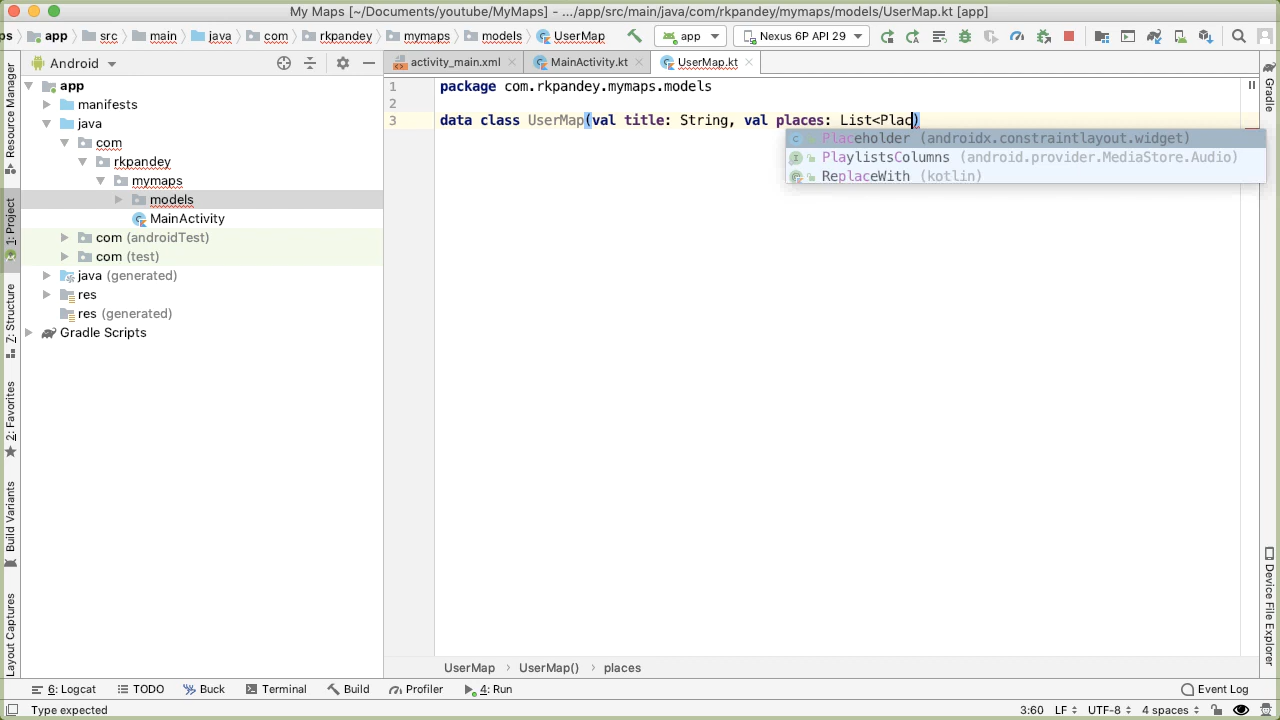 My Maps [~/Documents/youtube/MyMaps] - .../app/src/main/java/com/rkpandey/mymaps/models/UserMap.kt [app]
ps app src main java com rkpandey mymaps models UserMap app Nexus 6P API 29
Android
activity_main.xml MainActivity.kt UserMap.kt
app
manifests
java
com
rkpandey
mymaps
models
MainActivity
com (androidTest)
com (test)
java (generated)
res
res (generated)
Gradle Scripts
1 package com.rkpandey.mymaps.models
2
3 data class UserMap(val title: String, val places: List<Plac)
Placeholder (androidx.constraintlayout.widget)
PlaylistsColumns (android.provider.MediaStore.Audio)
ReplaceWith (kotlin)
Resource Manager
1: Project
Z: Structure
2: Favorites
Build Variants
Layout Captures
Gradle
Device File Explorer
UserMap UserMap() places
6: Logcat TODO Buck Terminal Build Profiler 4: Run Event Log
Type expected 3:60 LF UTF-8 4 spaces